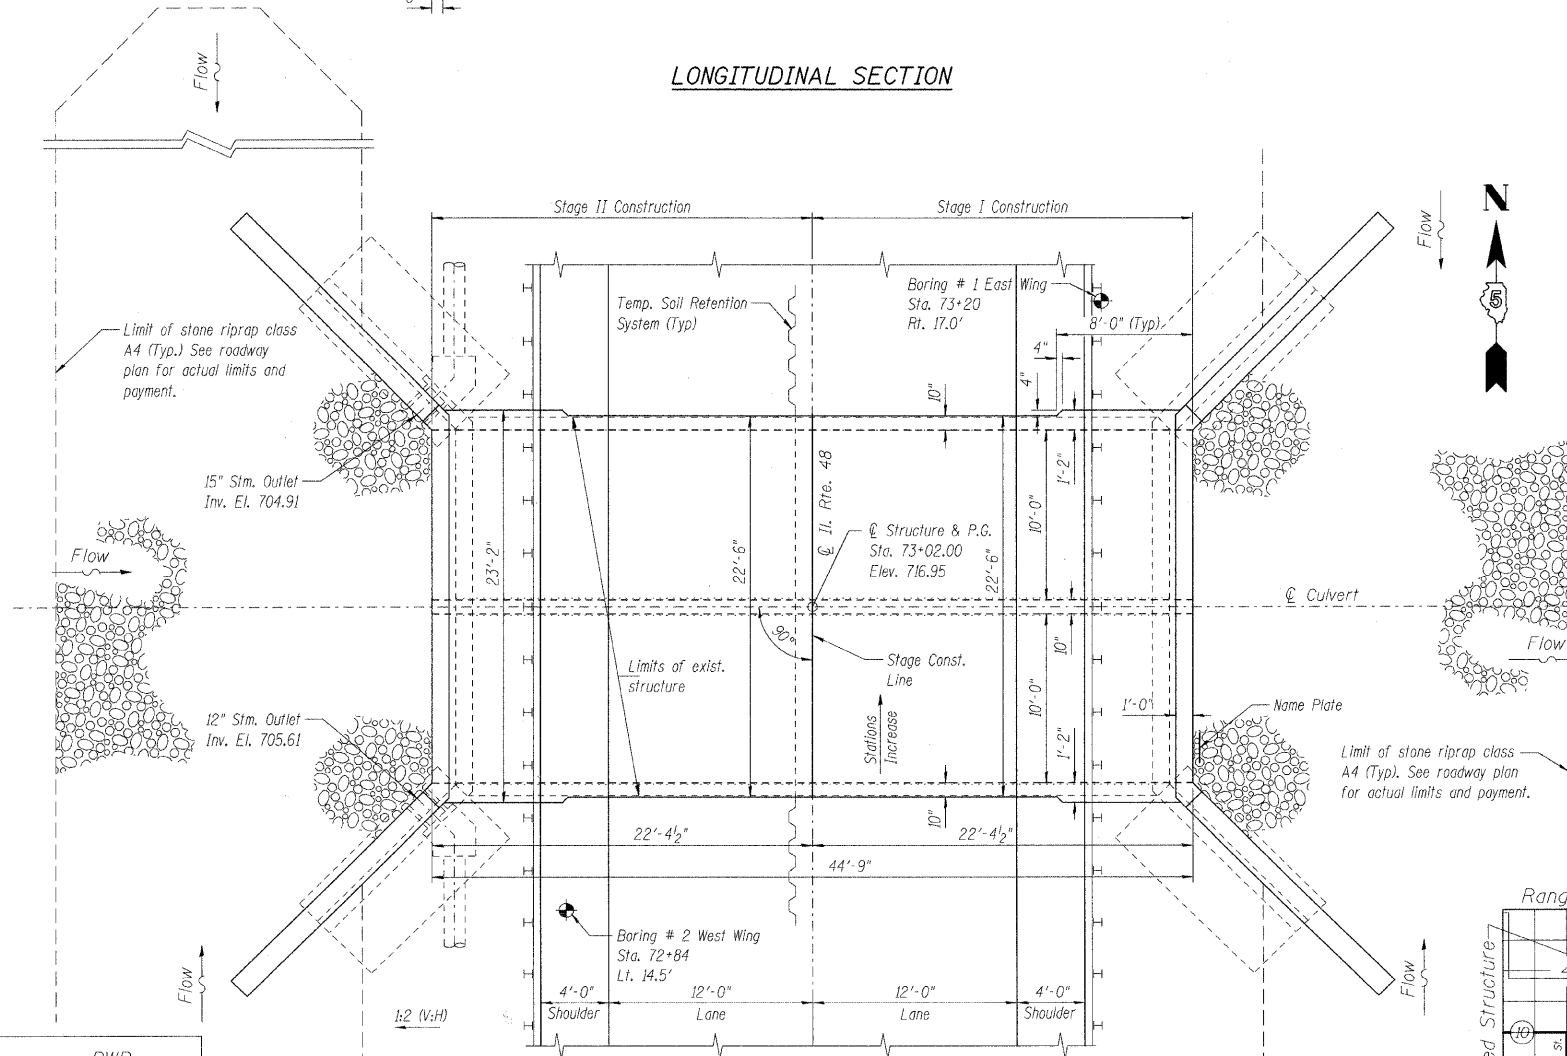 LONGITUDINAL SECTION
Flow
Stage II Construction
Stage I Construction
N
5
Flow
Temp. Soil Retention
System (Typ)
Boring # 1 East Wing
Sta. 73+20
Rt. 17.0'
8'-0" (Typ)
Limit of stone riprap class
A4 (Typ.) See roadway
plan for actual limits and
payment.
4"
4"
10"
15" Stm. Outlet
Inv. El. 704.91
℄ Il. Rte. 48
1'-2"
10'-0"
℄ Structure & P.G.
Sta. 73+02.00
Elev. 716.95
23'-2"
22'-6"
22'-6"
Flow
℄ Culvert
90°
10"
Flow
Limits of exist.
structure
Stage Const.
Line
10'-0"
1'-0"
Name Plate
12" Stm. Outlet
Inv. El. 705.61
Stations
Increase
1'-2"
Limit of stone riprap class
A4 (Typ). See roadway plan
for actual limits and payment.
10"
22'-4½"
22'-4½"
44'-9"
Boring # 2 West Wing
Sta. 72+84
Lt. 14.5'
Flow
Flow
4'-0"
Shoulder
12'-0"
Lane
12'-0"
Lane
4'-0"
Shoulder
1:2 (V:H)
Rang
ed Structure
10